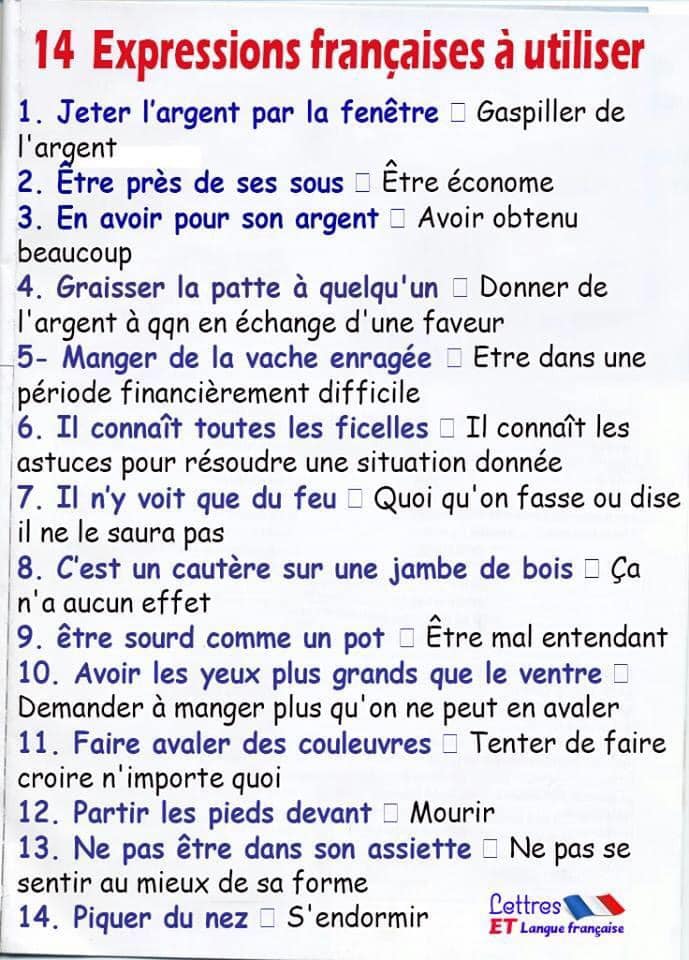 14 Expressions françaises à utiliser
1. Jeter l’argent par la fenêtre □ Gaspiller de
l'argent
2. Être près de ses sous □ Être économe
3. En avoir pour son argent □ Avoir obtenu
beaucoup
4. Graisser la patte à quelqu'un □ Donner de
l'argent à qqn en échange d'une faveur
5- Manger de la vache enragée □ Etre dans une
période financièrement difficile
6. Il connaît toutes les ficelles □ Il connaît les
astuces pour résoudre une situation donnée
7. Il n’y voit que du feu □ Quoi qu'on fasse ou dise
il ne le saura pas
8. C’est un cautère sur une jambe de bois □ Ça
n'a aucun effet
9. être sourd comme un pot □ Être mal entendant
10. Avoir les yeux plus grands que le ventre □
Demander à manger plus qu'on ne peut en avaler
11. Faire avaler des couleuvres □ Tenter de faire
croire n'importe quoi
12. Partir les pieds devant □ Mourir
13. Ne pas être dans son assiette □ Ne pas se
sentir au mieux de sa forme
14. Piquer du nez □ S'endormir
Lettres
ET Langue française